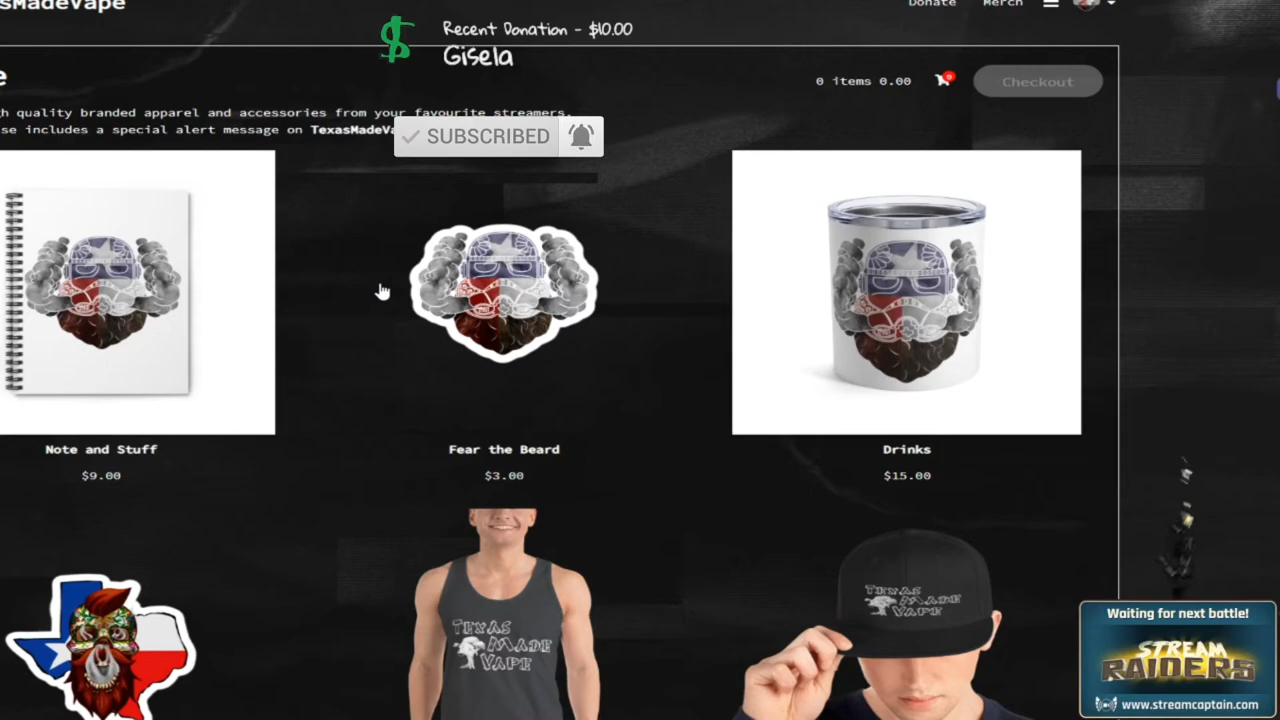 sMadeVape
Donate Merch
Recent Donation - $10.00
Gisela
e
0 items 0.00
0
Checkout
h quality branded apparel and accessories from your favourite streamers.
se includes a special alert message on TexasMadeVa
SUBSCRIBED
Note and Stuff
$9.00
Fear the Beard
$3.00
Drinks
$15.00
TEXAS
MADE
VAPE
TEXAS
MADE
VAPE
Waiting for next battle!
STREAM
RAIDERS
www.streamcaptain.com